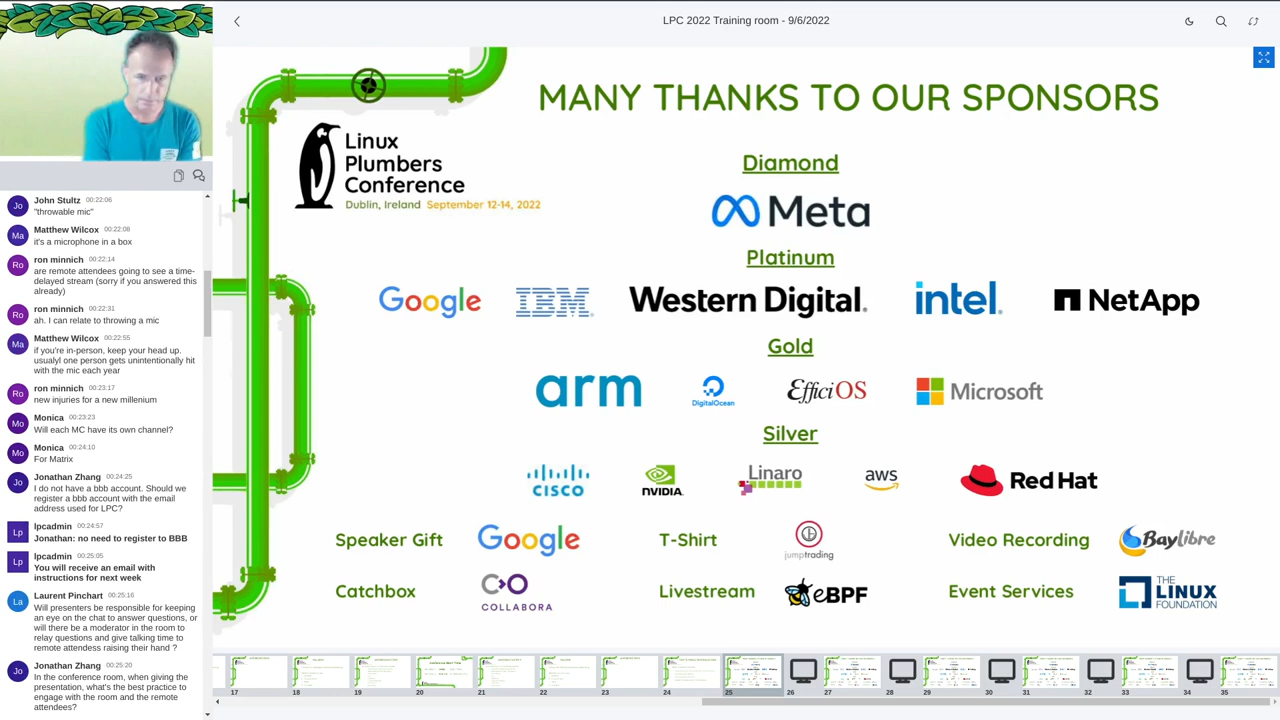 LPC 2022 Training room - 9/6/2022
Jo John Stultz 00:22:06
"throwable mic"
Ma Matthew Wilcox 00:22:08
it's a microphone in a box
Ro ron minnich 00:22:14
are remote attendees going to see a time-
delayed stream (sorry if you answered this
already)
Ro ron minnich 00:22:31
ah. I can relate to throwing a mic
Ma Matthew Wilcox 00:22:55
if you're in-person, keep your head up.
usualyl one person gets unintentionally hit
with the mic each year
Ro ron minnich 00:23:17
new injuries for a new millenium
Mo Monica 00:23:23
Will each MC have its own channel?
Mo Monica 00:24:10
For Matrix
Jo Jonathan Zhang 00:24:25
I do not have a bbb account. Should we
register a bbb account with the email
address used for LPC?
Lp lpcadmin 00:24:57
Jonathan: no need to register to BBB
Lp lpcadmin 00:25:05
You will receive an email with
instructions for next week
La Laurent Pinchart 00:25:16
Will presenters be responsible for keeping
an eye on the chat to answer questions, or
will there be a moderator in the room to
relay questions and give talking time to
remote attendess raising their hand ?
Jo Jonathan Zhang 00:25:20
In the conference room, when giving the
presentation, what's the best practice to
engage with the room and the remote
attendees?
MANY THANKS TO OUR SPONSORS
Linux
Plumbers
Conference
Dublin, Ireland September 12-14, 2022
Diamond
Meta
Platinum
Google IBM Western Digital. intel. NetApp
Gold
arm DigitalOcean EfficiOS Microsoft
Silver
CISCO NVIDIA. Linaro aws Red Hat
Speaker Gift Google T-Shirt jumptrading Video Recording Baylibre
Catchbox COLLABORA Livestream eBPF Event Services THE LINUX FOUNDATION
17 18 19 20 21 22 23 24 25 26 27 28 29 30 31 32 33 34 35